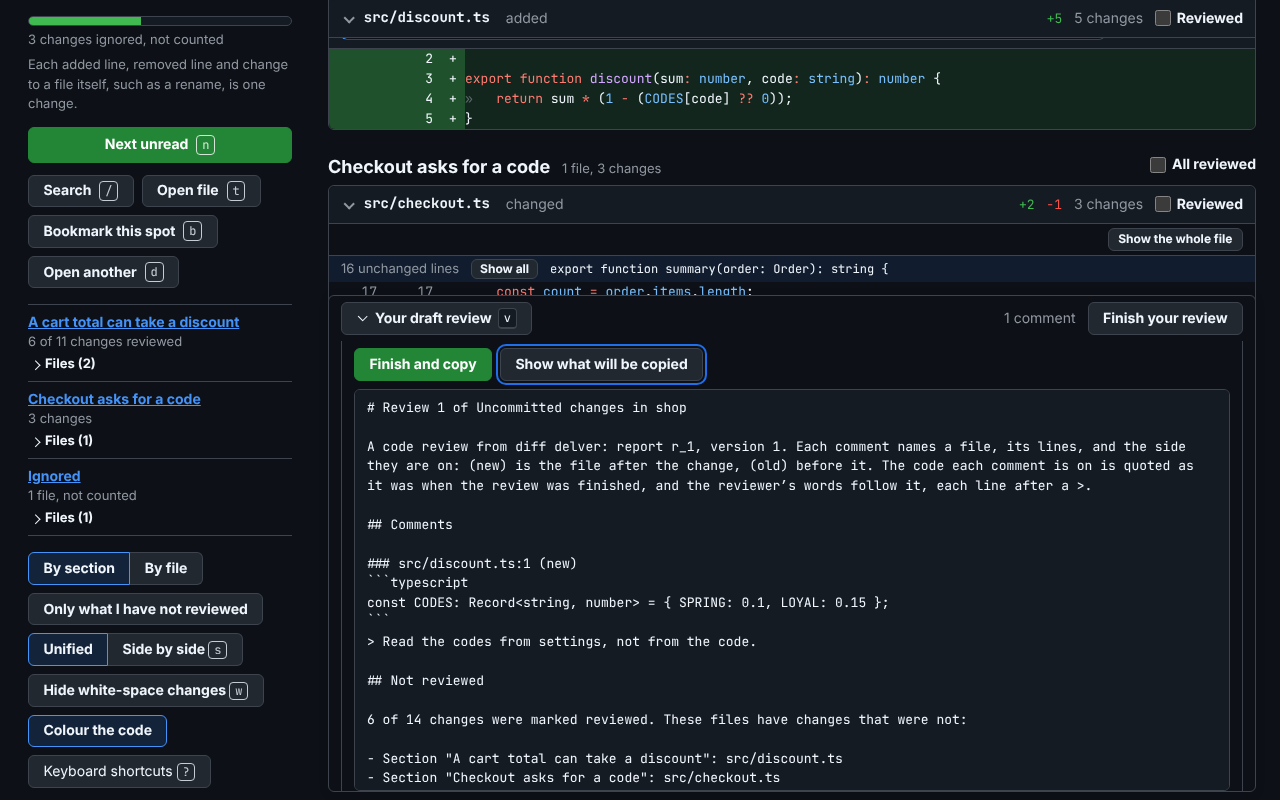 3 changes ignored, not counted
Each added line, removed line and change
to a file itself, such as a rename, is one
change.
Next unread n
Search / Open file t
Bookmark this spot b
Open another d
A cart total can take a discount
6 of 11 changes reviewed
Files (2)
Checkout asks for a code
3 changes
Files (1)
Ignored
1 file, not counted
Files (1)
By section By file
Only what I have not reviewed
Unified Side by side s
Hide white-space changes w
Colour the code
Keyboard shortcuts ?
src/discount.ts added +5 5 changes Reviewed
2 +
3 + export function discount(sum: number, code: string): number {
4 + » return sum * (1 - (CODES[code] ?? 0));
5 + }
Checkout asks for a code 1 file, 3 changes All reviewed
src/checkout.ts changed +2 -1 3 changes Reviewed
Show the whole file
16 unchanged lines Show all export function summary(order: Order): string {
17 17 const count = order.items.length;
Your draft review v 1 comment Finish your review
Finish and copy Show what will be copied
# Review 1 of Uncommitted changes in shop
A code review from diff delver: report r_1, version 1. Each comment names a file, its lines, and the side
they are on: (new) is the file after the change, (old) before it. The code each comment is on is quoted as
it was when the review was finished, and the reviewer’s words follow it, each line after a >.
## Comments
### src/discount.ts:1 (new)
```typescript
const CODES: Record<string, number> = { SPRING: 0.1, LOYAL: 0.15 };
```
> Read the codes from settings, not from the code.
## Not reviewed
6 of 14 changes were marked reviewed. These files have changes that were not:
- Section "A cart total can take a discount": src/discount.ts
- Section "Checkout asks for a code": src/checkout.ts